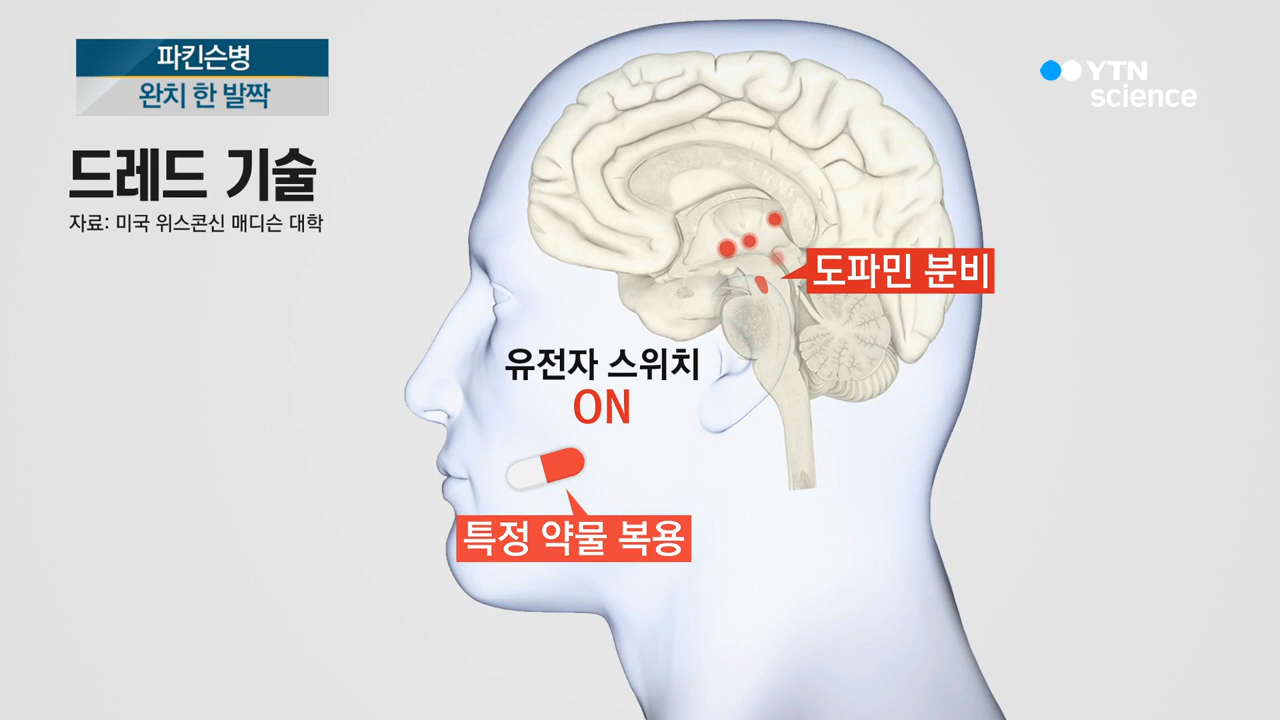 파킨슨병
완치 한 발짝
드레드 기술
자료: 미국 위스콘신 매디슨 대학
YTN
science
도파민 분비
유전자 스위치
ON
특정 약물 복용